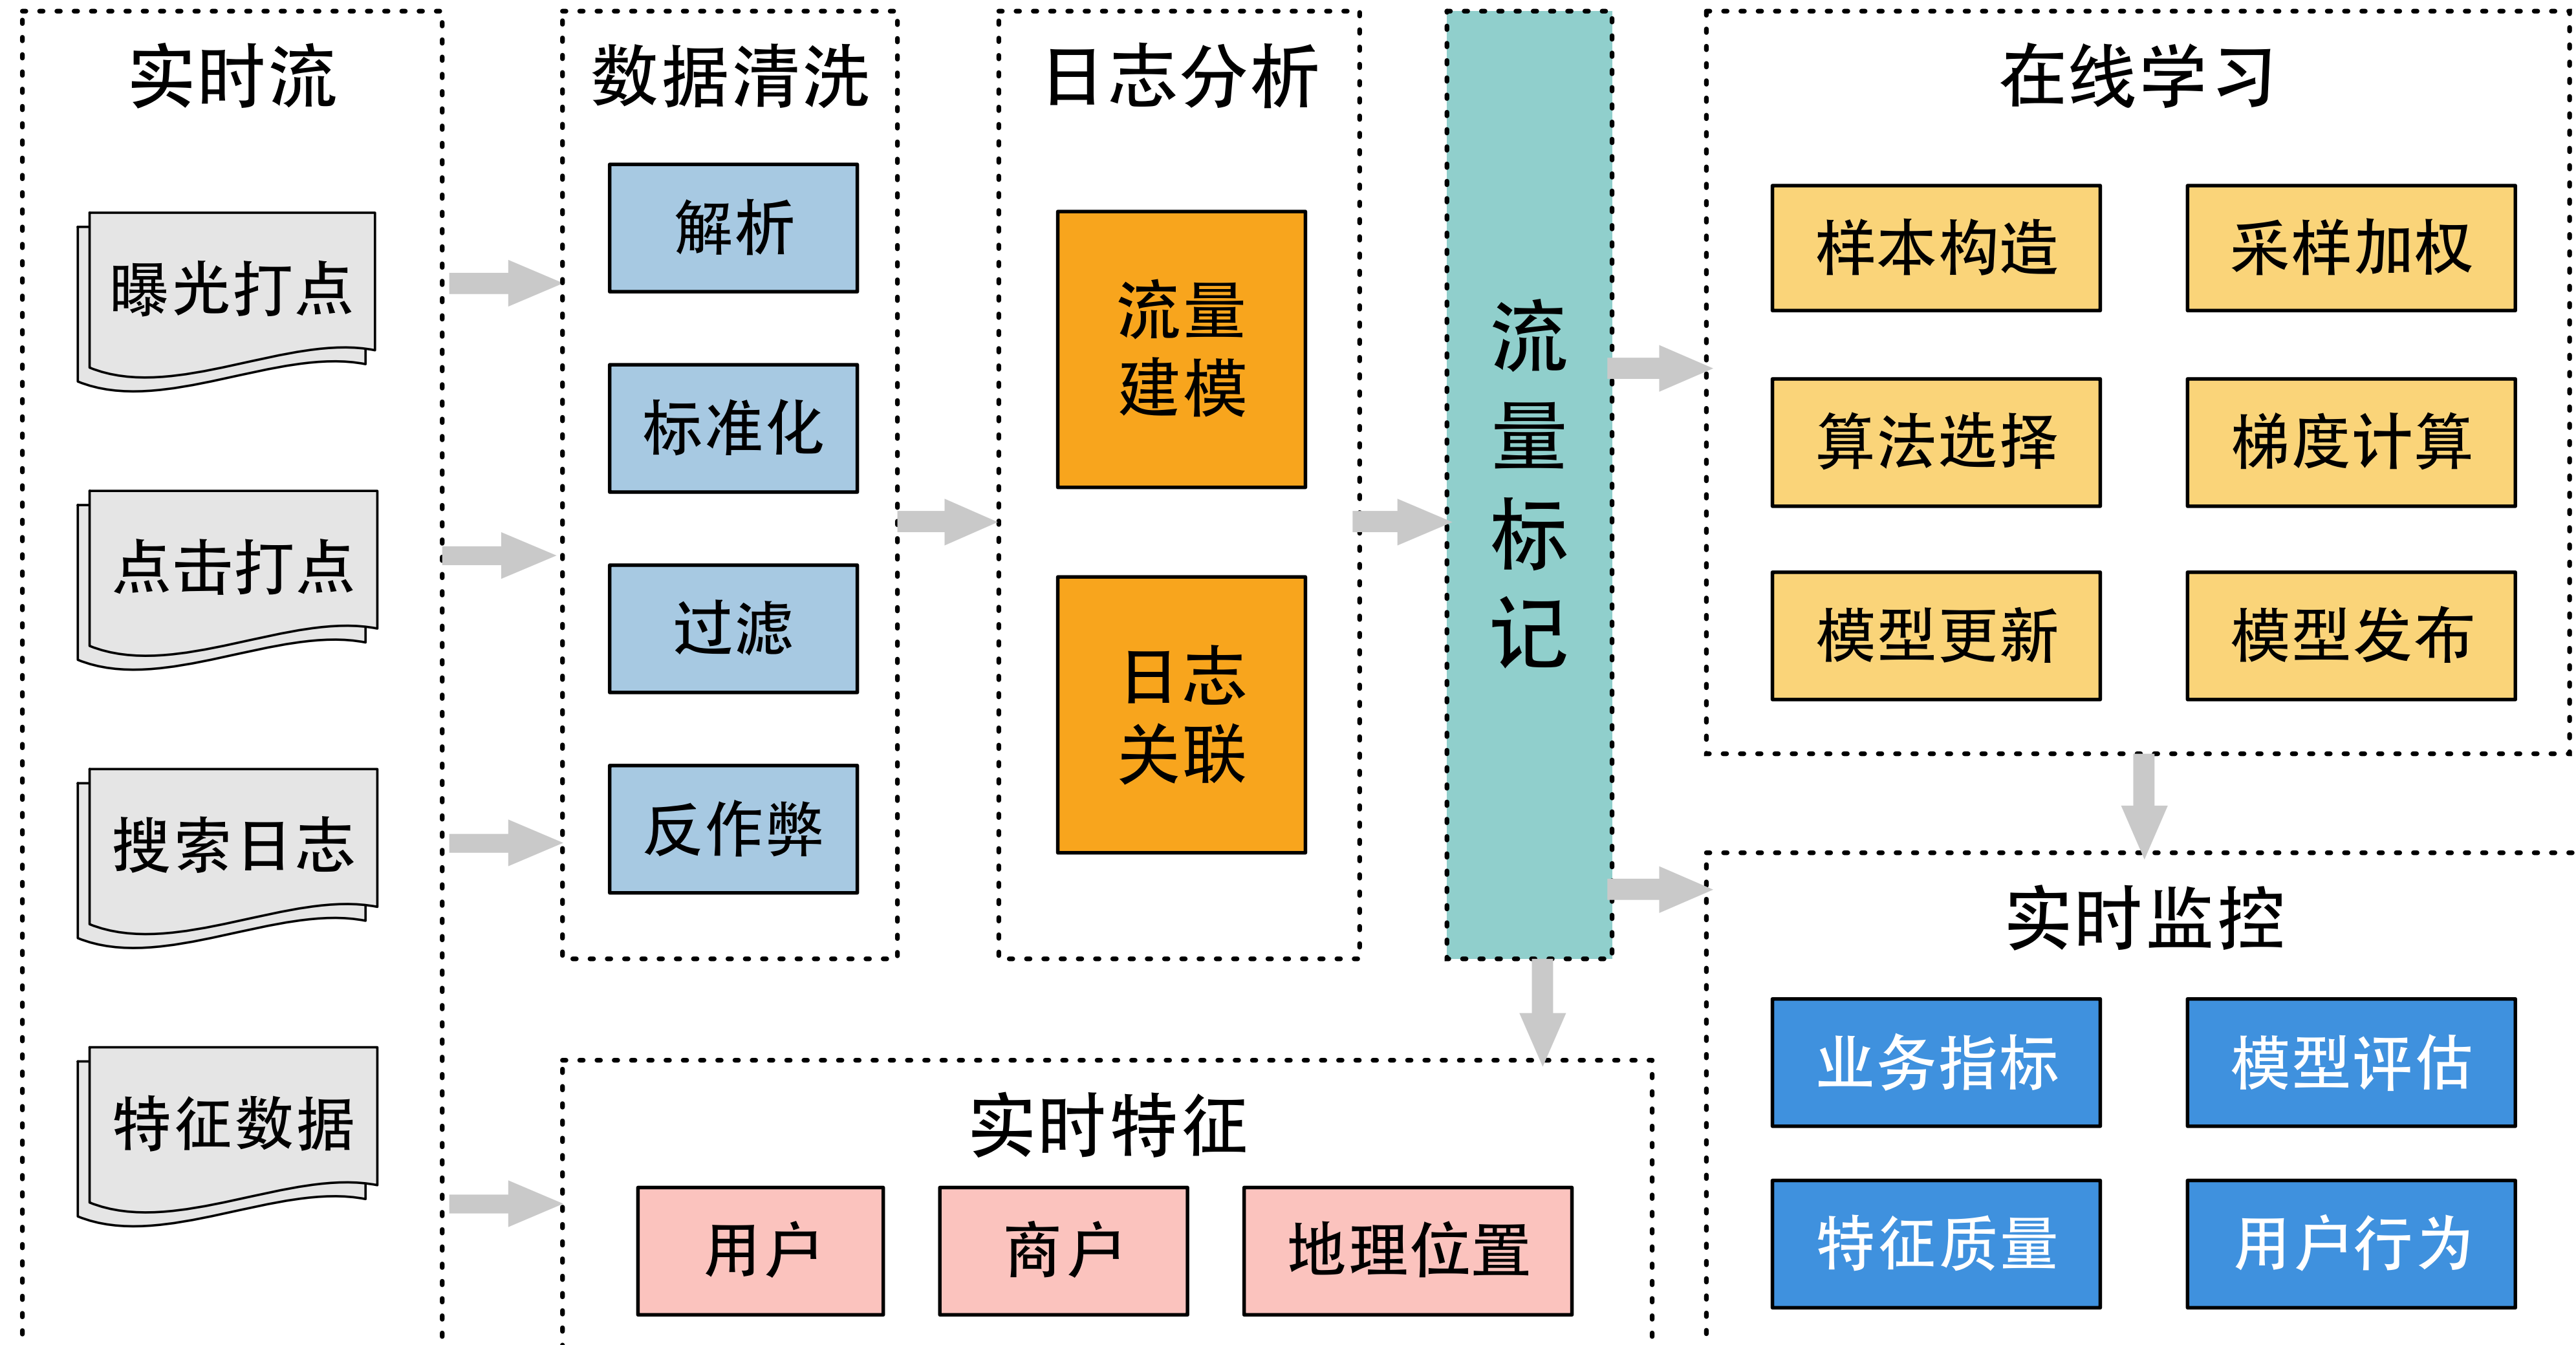 实时流
曝光打点
点击打点
搜索日志
特征数据
数据清洗
解析
标准化
过滤
反作弊
日志分析
流量
建模
日志
关联
流量标记
在线学习
样本构造
采样加权
算法选择
梯度计算
模型更新
模型发布
实时监控
业务指标
模型评估
特征质量
用户行为
实时特征
用户
商户
地理位置